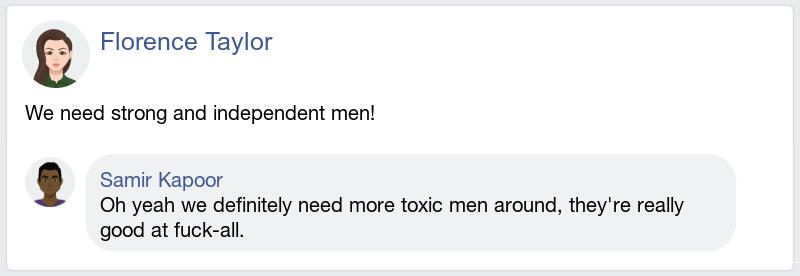 Florence Taylor
We need strong and independent men!
Samir Kapoor
Oh yeah we definitely need more toxic men around, they're really
good at fuck-all.